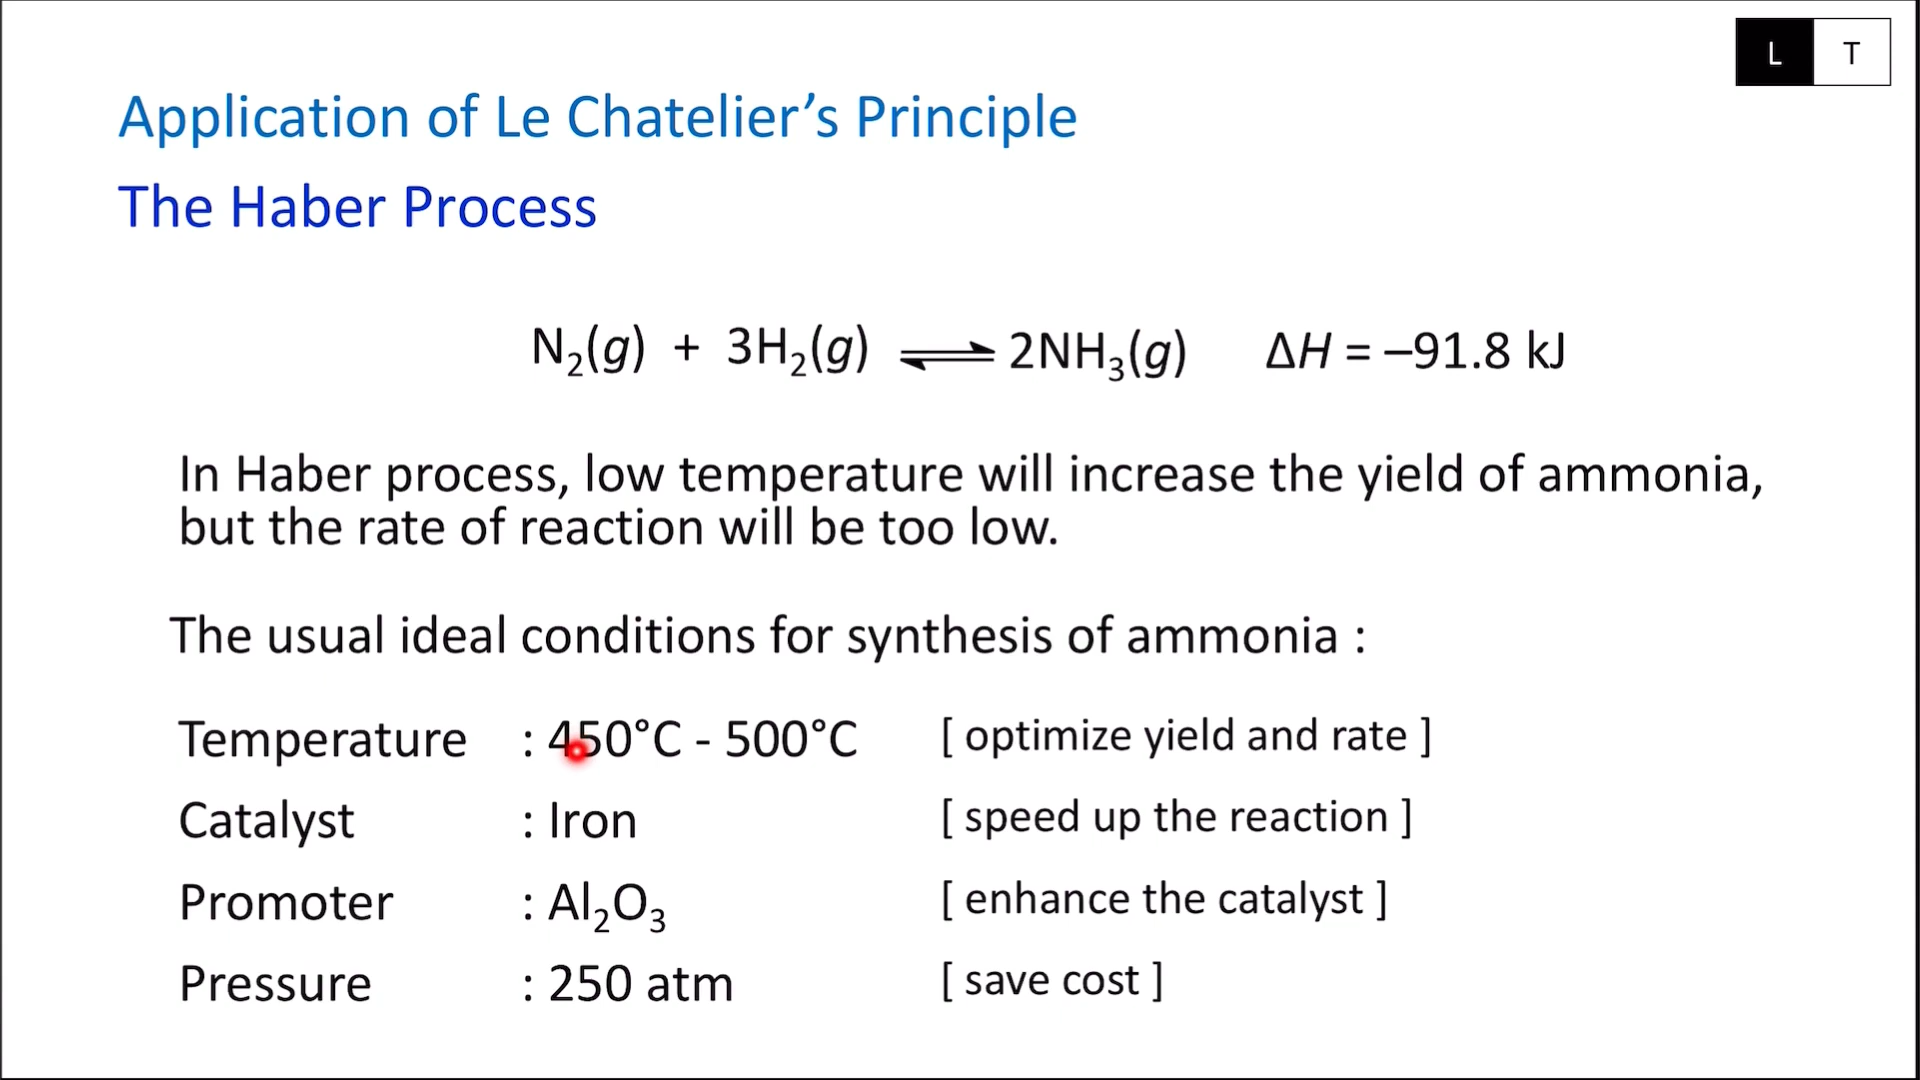 L T
Application of Le Chatelier’s Principle
The Haber Process
N₂(g) + 3H₂(g) ⇌ 2NH₃(g) ΔH = –91.8 kJ
In Haber process, low temperature will increase the yield of ammonia,
but the rate of reaction will be too low.
The usual ideal conditions for synthesis of ammonia :
Temperature : 450°C - 500°C [ optimize yield and rate ]
Catalyst : Iron [ speed up the reaction ]
Promoter : Al₂O₃ [ enhance the catalyst ]
Pressure : 250 atm [ save cost ]